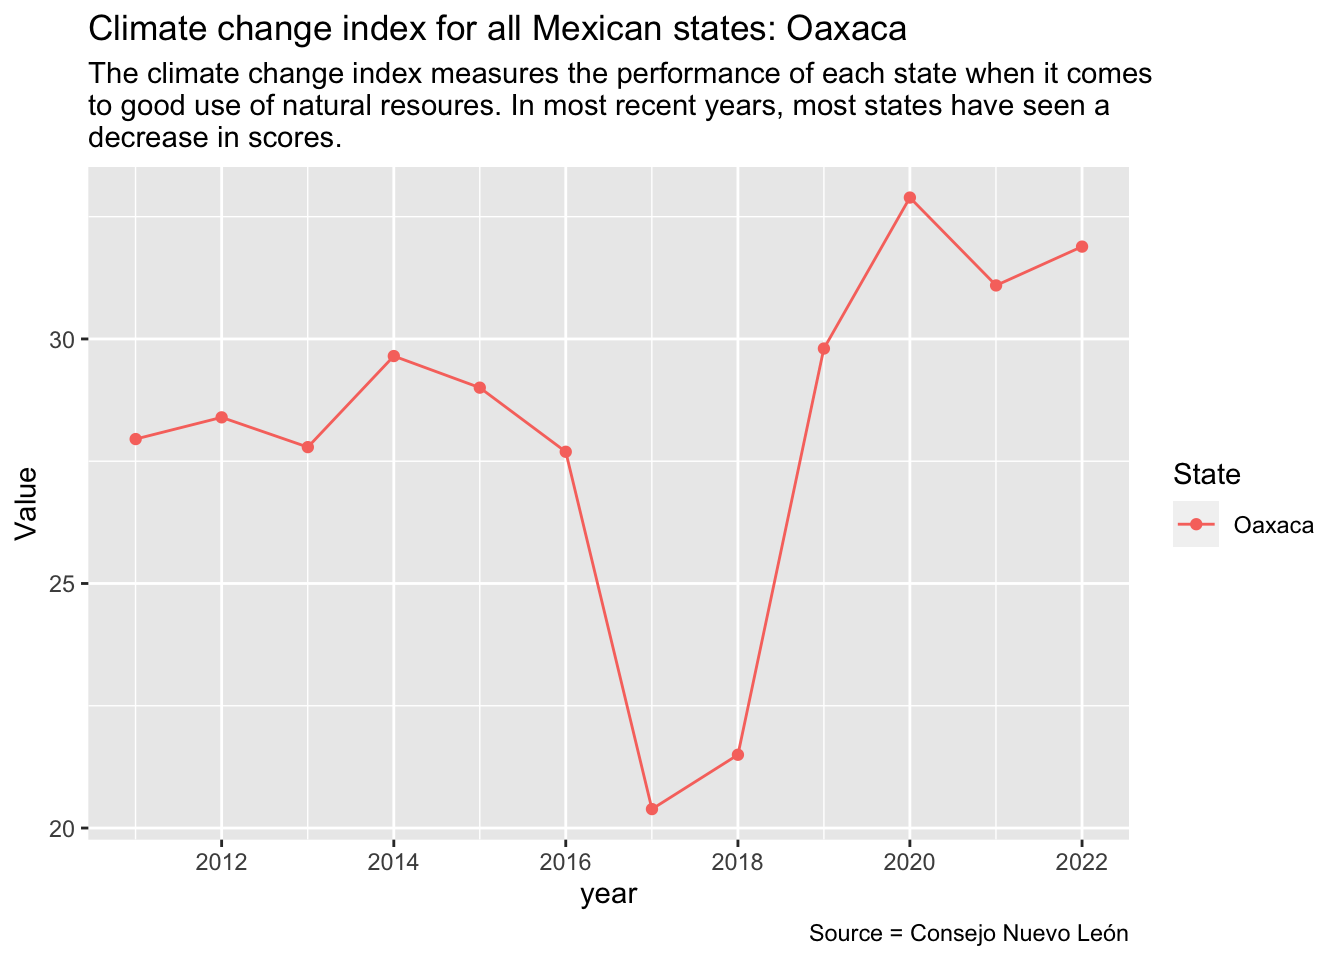 Climate change index for all Mexican states: Oaxaca
The climate change index measures the performance of each state when it comes
to good use of natural resoures. In most recent years, most states have seen a
decrease in scores.
30
25
20
Value
2012
2014
2016
2018
2020
2022
year
State
Oaxaca
Source = Consejo Nuevo León